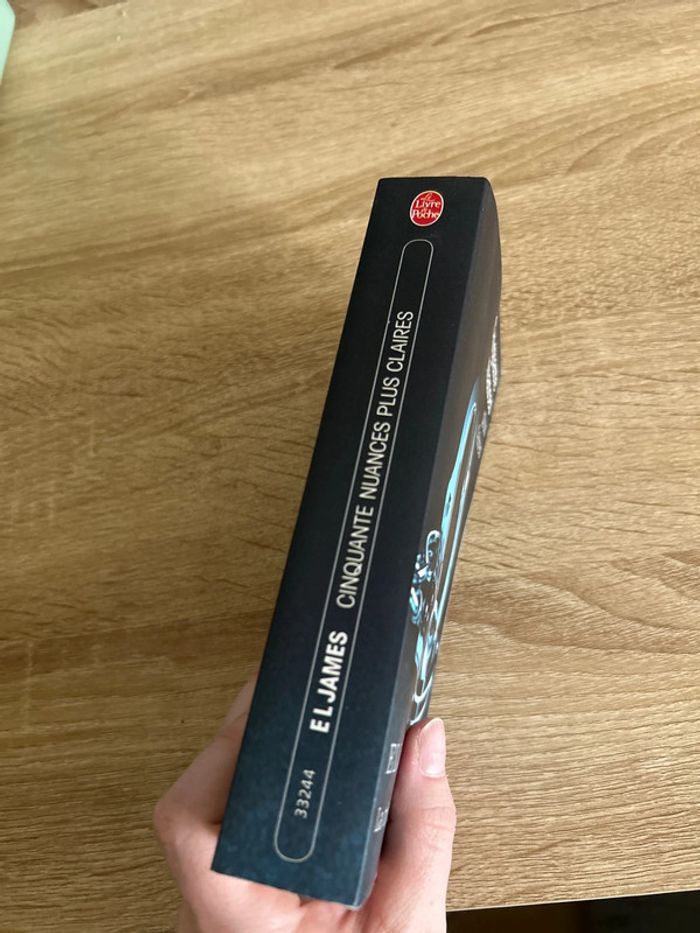 Le
Livre
de
Poche
33244 E L JAMES CINQUANTE NUANCES PLUS CLAIRES